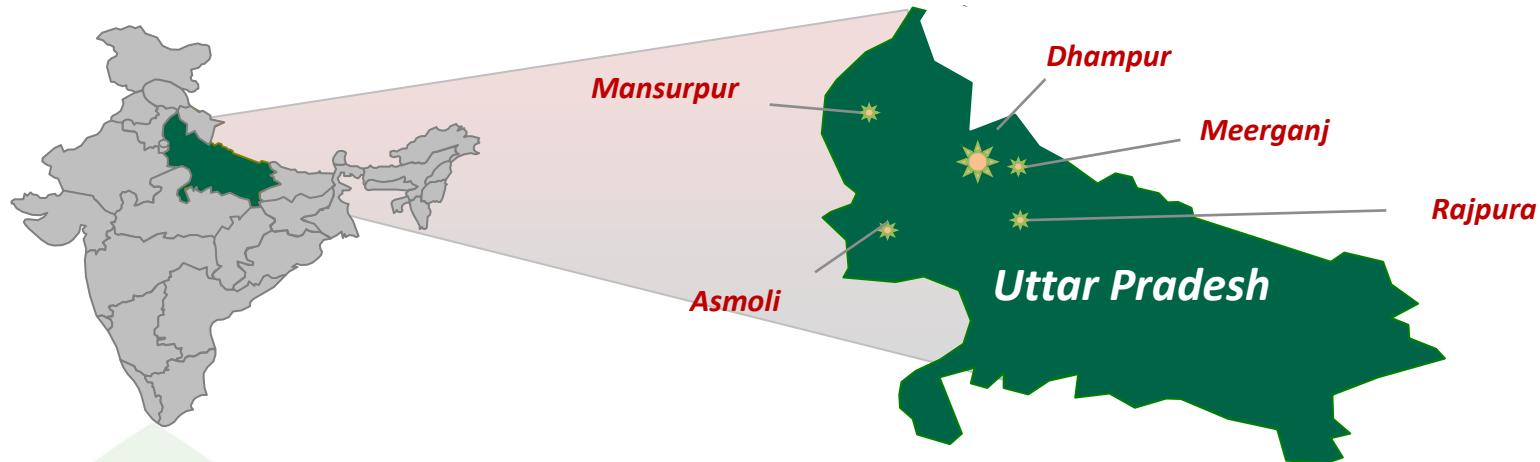 Dhampur
Mansurpur
Meerganj
Rajpura
Uttar Pradesh
Asmoli